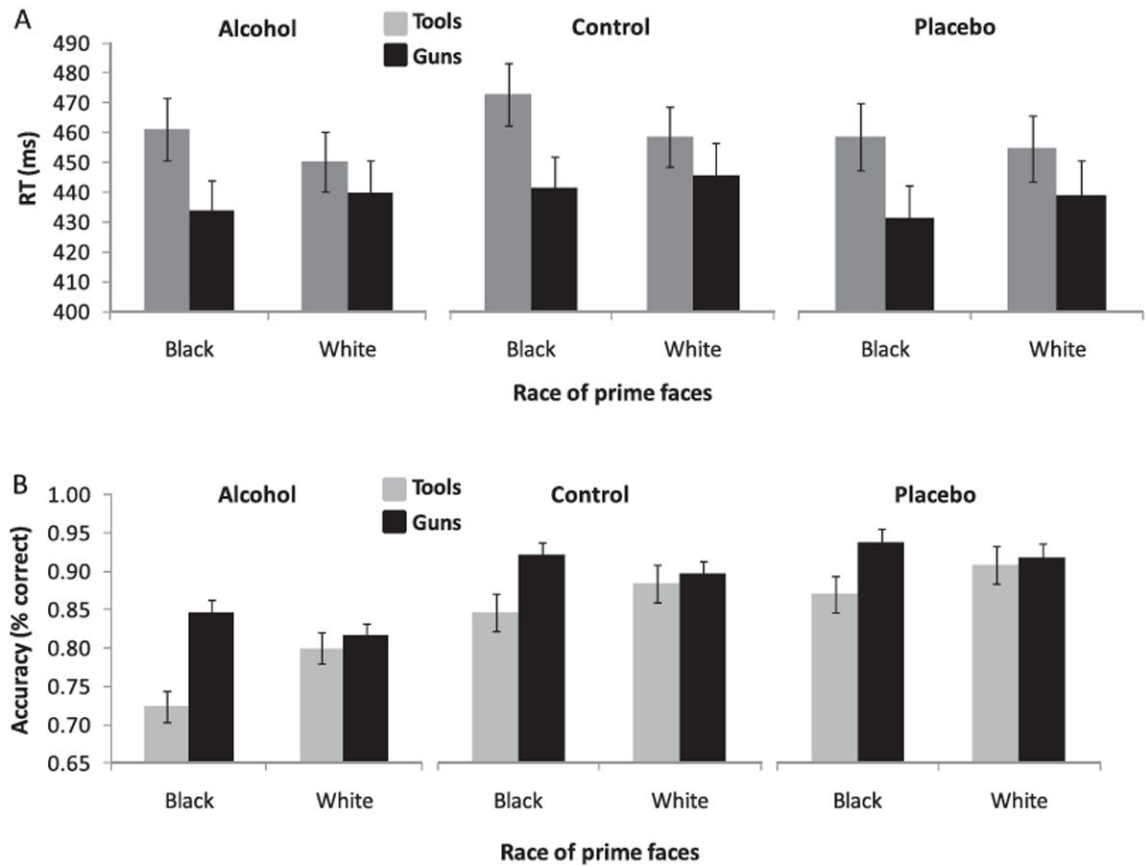 A
Alcohol
Tools
Guns
Control
Placebo
490
480
470
460
450
440
430
420
410
400
RT (ms)
Black White Black White Black White
Race of prime faces
B
Alcohol
Tools
Guns
Control
Placebo
1.00
0.95
0.90
0.85
0.80
0.75
0.70
0.65
Accuracy (% correct)
Black White Black White Black White
Race of prime faces